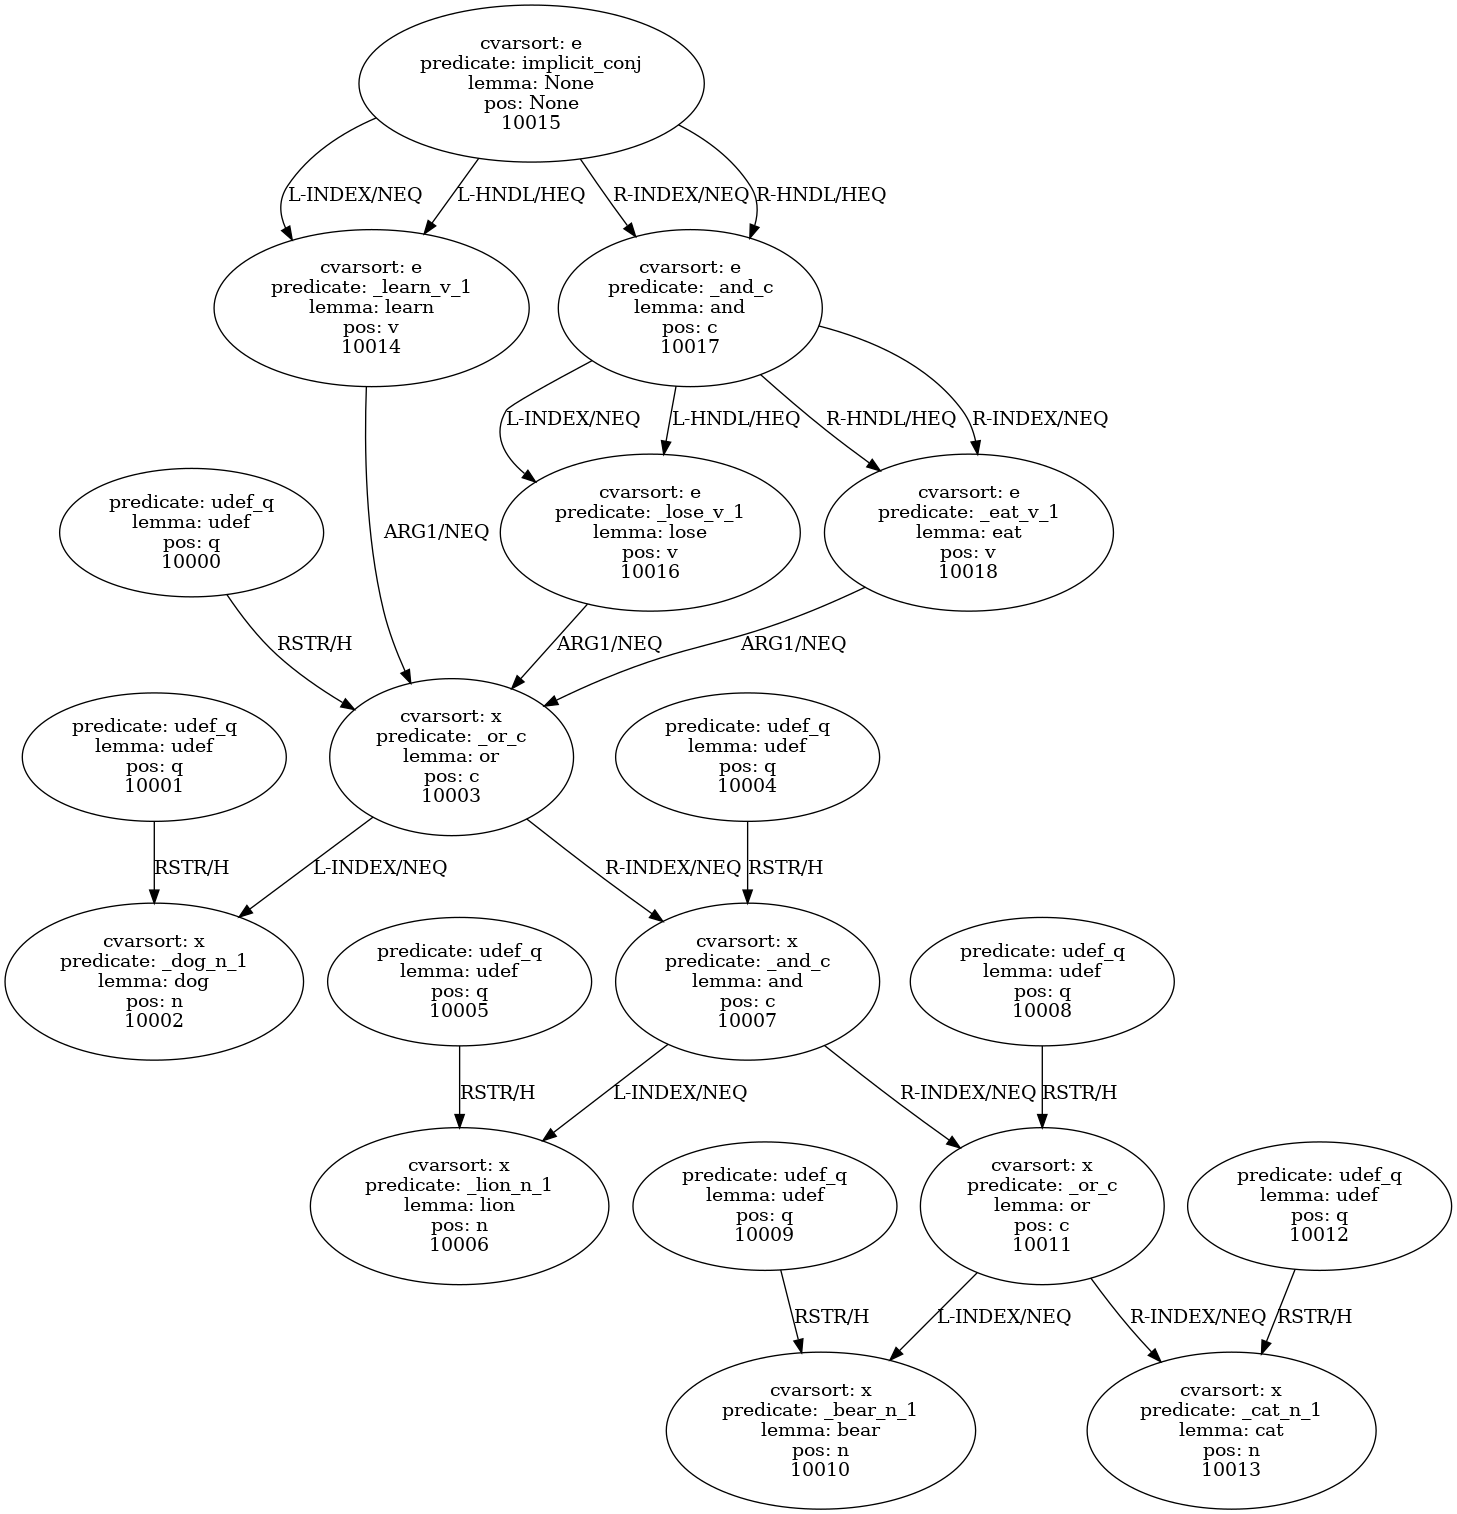 cvarsort: e
predicate: implicit_conj
lemma: None
pos: None
10015
L-INDEX/NEQ
L-HNDL/HEQ
R-INDEX/NEQ
R-HNDL/HEQ
cvarsort: e
predicate: _learn_v_1
lemma: learn
pos: v
10014
cvarsort: e
predicate: _and_c
lemma: and
pos: c
10017
L-INDEX/NEQ
L-HNDL/HEQ
R-HNDL/HEQ
R-INDEX/NEQ
predicate: udef_q
lemma: udef
pos: q
10000
ARG1/NEQ
cvarsort: e
predicate: _lose_v_1
lemma: lose
pos: v
10016
cvarsort: e
predicate: _eat_v_1
lemma: eat
pos: v
10018
RSTR/H
ARG1/NEQ
ARG1/NEQ
predicate: udef_q
lemma: udef
pos: q
10001
cvarsort: x
predicate: _or_c
lemma: or
pos: c
10003
predicate: udef_q
lemma: udef
pos: q
10004
RSTR/H
L-INDEX/NEQ
R-INDEX/NEQ
RSTR/H
cvarsort: x
predicate: _dog_n_1
lemma: dog
pos: n
10002
predicate: udef_q
lemma: udef
pos: q
10005
cvarsort: x
predicate: _and_c
lemma: and
pos: c
10007
predicate: udef_q
lemma: udef
pos: q
10008
RSTR/H
L-INDEX/NEQ
R-INDEX/NEQ
RSTR/H
cvarsort: x
predicate: _lion_n_1
lemma: lion
pos: n
10006
predicate: udef_q
lemma: udef
pos: q
10009
cvarsort: x
predicate: _or_c
lemma: or
pos: c
10011
predicate: udef_q
lemma: udef
pos: q
10012
RSTR/H
L-INDEX/NEQ
R-INDEX/NEQ
RSTR/H
cvarsort: x
predicate: _bear_n_1
lemma: bear
pos: n
10010
cvarsort: x
predicate: _cat_n_1
lemma: cat
pos: n
10013